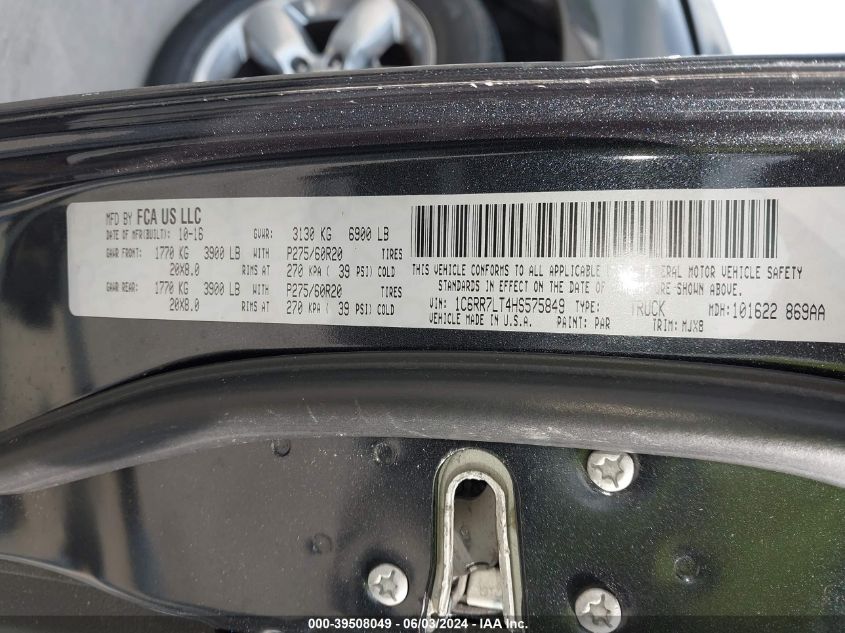 MFD BY FCA US LLC
DATE OF MFR(BUILT): 10-16 GVWR: 3130 KG 6900 LB
GAWR FRONT: 1770 KG 3900 LB WITH P275/60R20 TIRES
20X8.0 RIMS AT 270 KPA ( 39 PSI) COLD
GAWR REAR: 1770 KG 3900 LB WITH P275/60R20 TIRES
20X8.0 RIMS AT 270 KPA ( 39 PSI) COLD
THIS VEHICLE CONFORMS TO ALL APPLICABLE FEDERAL MOTOR VEHICLE SAFETY
STANDARDS IN EFFECT ON THE DATE OF MANUFACTURE SHOWN ABOVE.
VIN: 1C6RR7LT4HS575849 TYPE: TRUCK MDH: 101622 869AA
VEHICLE MADE IN U.S.A. PAINT: PAR TRIM: MJX8
000-39508049 - 06/03/2024 - IAA Inc.